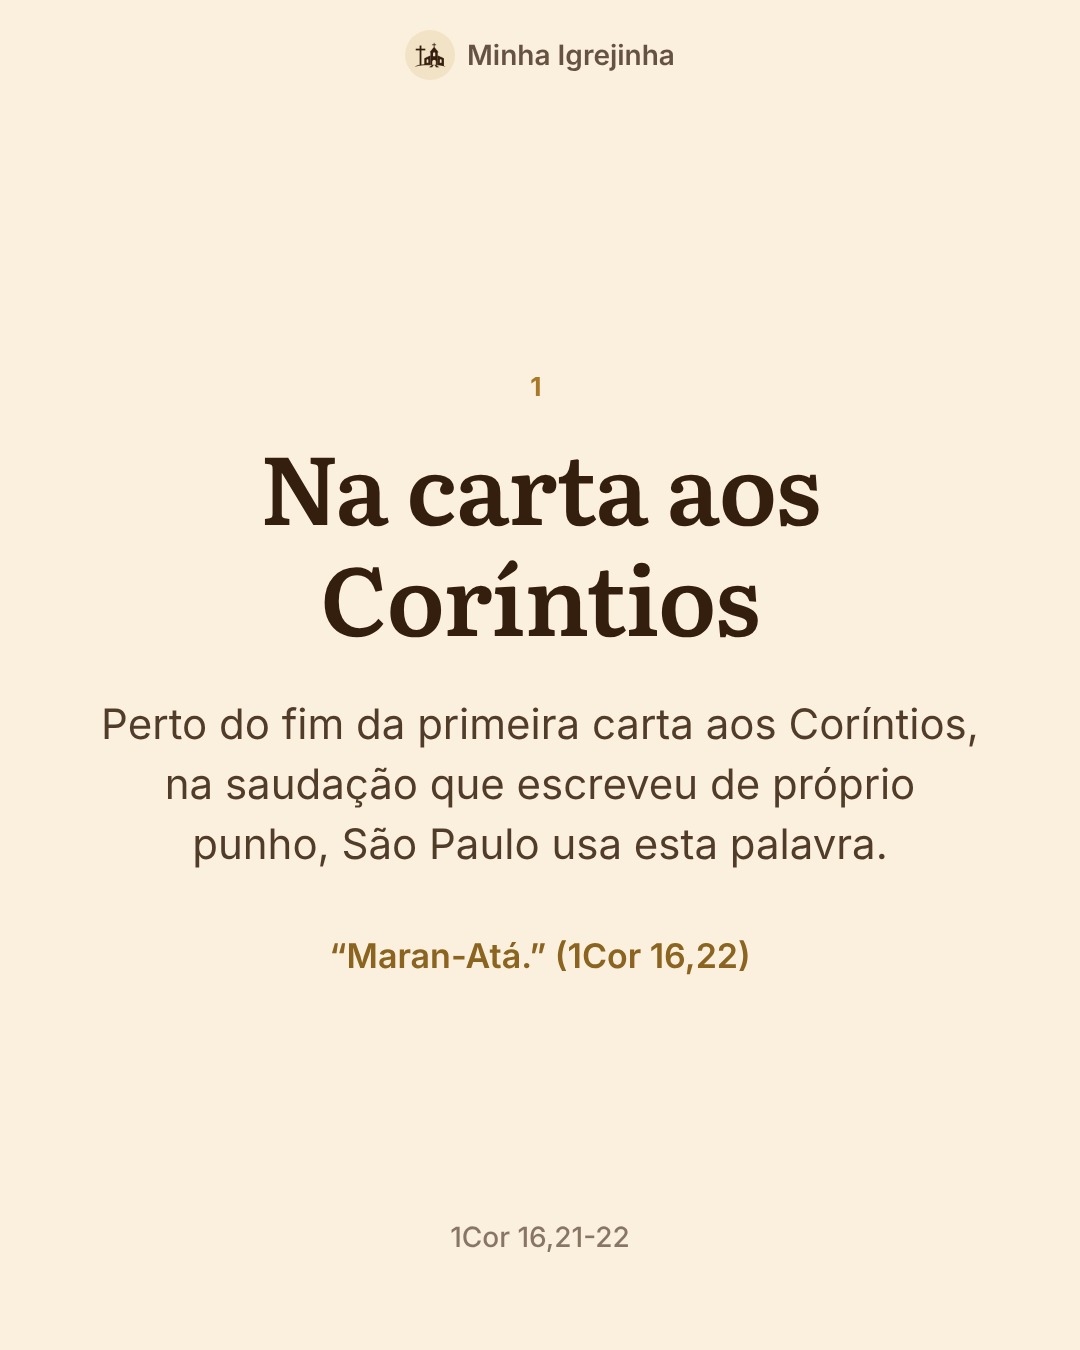 Minha Igrejinha
1
Na carta aos
Coríntios
Perto do fim da primeira carta aos Coríntios,
na saudação que escreveu de próprio
punho, São Paulo usa esta palavra.
“Maran-Atá.” (1Cor 16,22)
1Cor 16,21-22